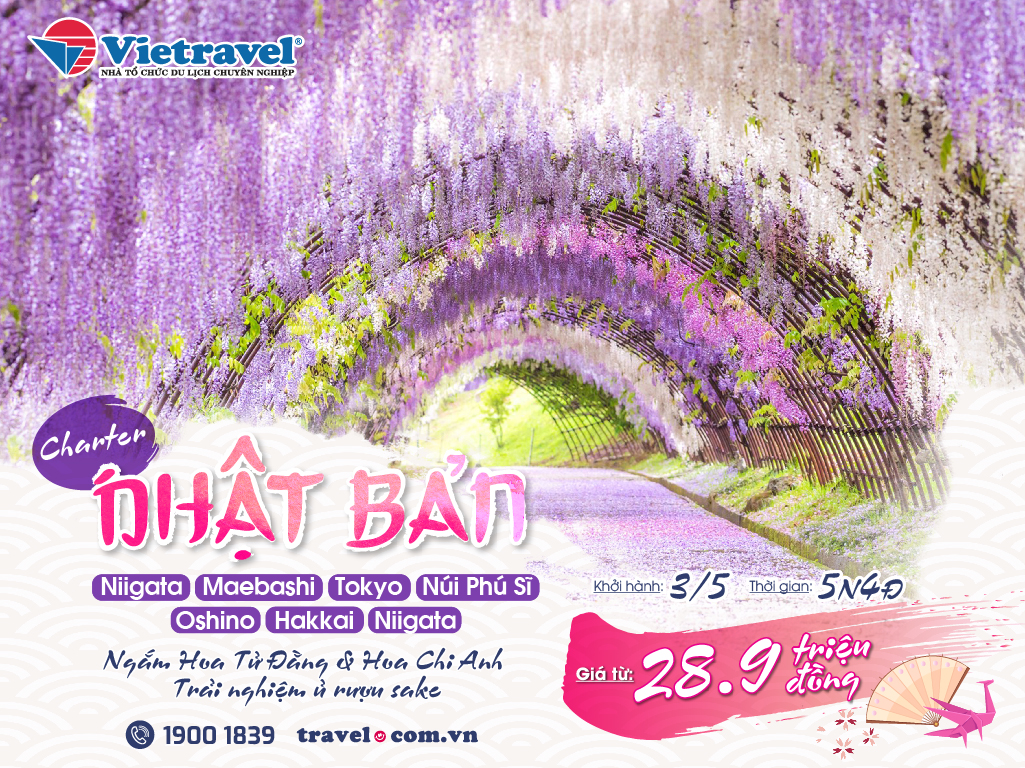 Vietravel®
NHÀ TỔ CHỨC DU LỊCH CHUYÊN NGHIỆP
Charter
NHẬT BẢN
Niigata Maebashi Tokyo Núi Phú Sĩ
Oshino Hakkai Niigata
Ngắm Hoa Tử Đằng & Hoa Chi Anh
Trải nghiệm ủ rượu sake
1900 1839 travel.com.vn
Khởi hành: 3/5 Thời gian: 5N4Đ
Giá từ: 28.9 triệu đồng